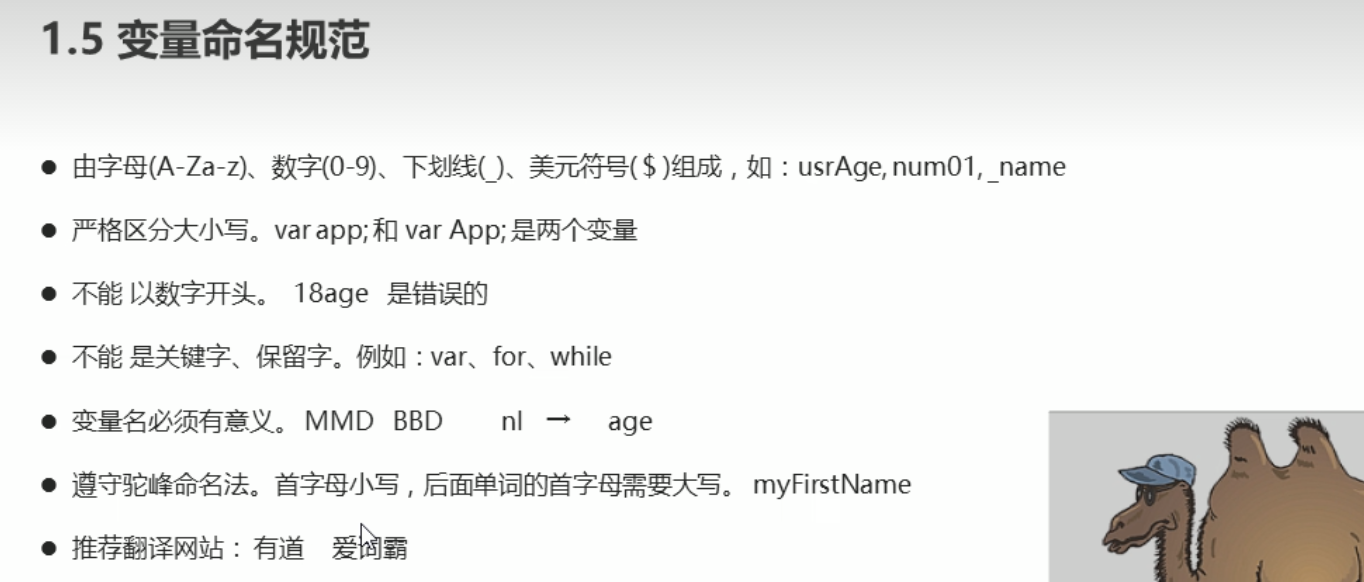 1.5 变量命名规范
● 由字母(A-Za-z)、数字(0-9)、下划线(_)、美元符号( $ )组成，如：usrAge, num01, _name
● 严格区分大小写。var app; 和 var App; 是两个变量
● 不能 以数字开头。 18age 是错误的
● 不能 是关键字、保留字。例如：var、for、while
● 变量名必须有意义。 MMD BBD nl → age
● 遵守驼峰命名法。首字母小写，后面单词的首字母需要大写。 myFirstName
● 推荐翻译网站： 有道 爱词霸